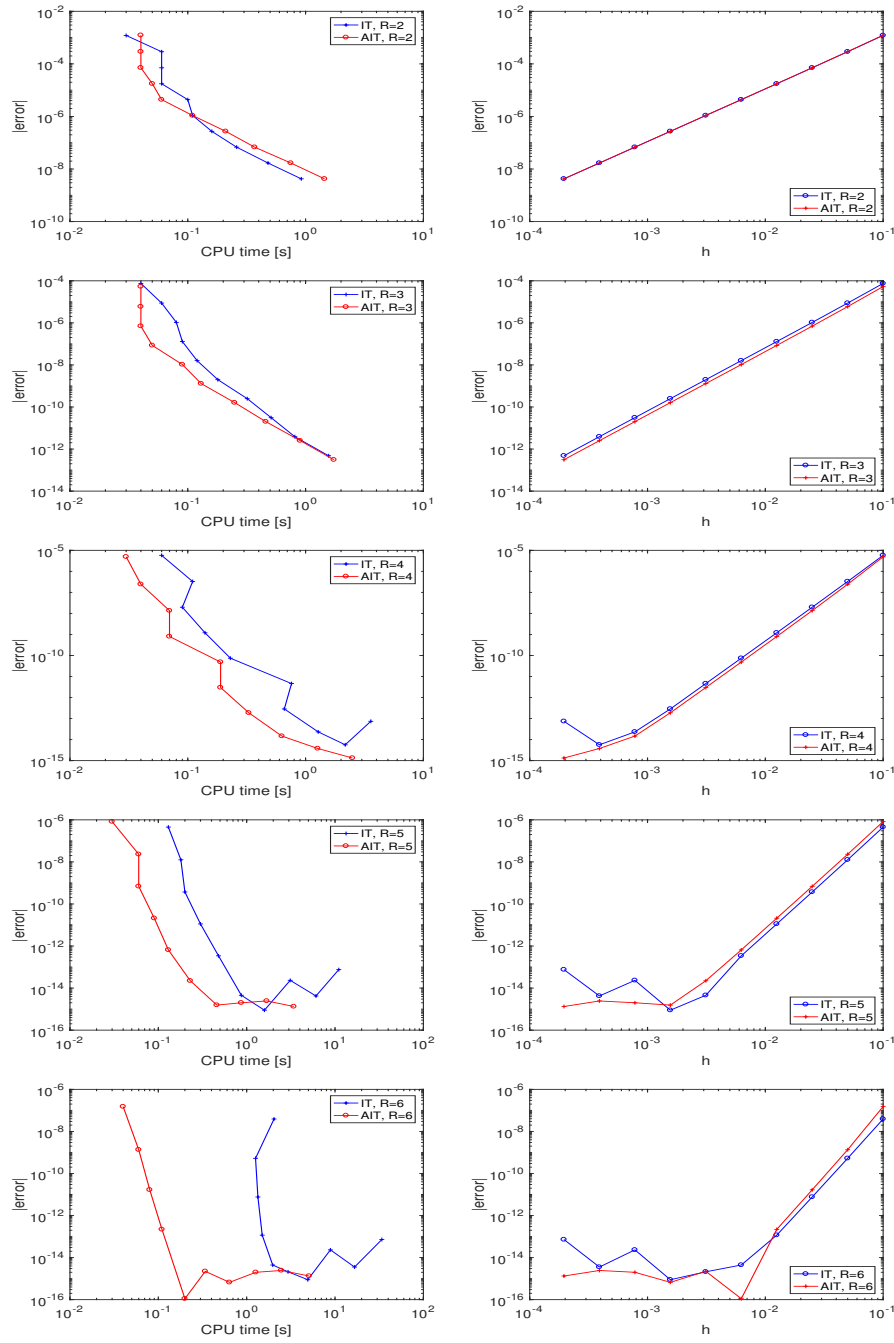 10^-2
10^-4
10^-6
10^-8
10^-10
|error|
10^-2 10^-1 10^0 10^1
CPU time [s]
IT, R=2
AIT, R=2
10^-2
10^-4
10^-6
10^-8
10^-10
|error|
10^-4 10^-3 10^-2 10^-1
h
IT, R=2
AIT, R=2
10^-4
10^-6
10^-8
10^-10
10^-12
10^-14
|error|
10^-2 10^-1 10^0 10^1
CPU time [s]
IT, R=3
AIT, R=3
10^-4
10^-6
10^-8
10^-10
10^-12
10^-14
|error|
10^-4 10^-3 10^-2 10^-1
h
IT, R=3
AIT, R=3
10^-5
10^-10
10^-15
|error|
10^-2 10^-1 10^0 10^1
CPU time [s]
IT, R=4
AIT, R=4
10^-5
10^-10
10^-15
|error|
10^-4 10^-3 10^-2 10^-1
h
IT, R=4
AIT, R=4
10^-6
10^-8
10^-10
10^-12
10^-14
10^-16
|error|
10^-2 10^-1 10^0 10^1 10^2
CPU time [s]
IT, R=5
AIT, R=5
10^-6
10^-8
10^-10
10^-12
10^-14
10^-16
|error|
10^-4 10^-3 10^-2 10^-1
h
IT, R=5
AIT, R=5
10^-6
10^-8
10^-10
10^-12
10^-14
10^-16
|error|
10^-2 10^-1 10^0 10^1 10^2
CPU time [s]
IT, R=6
AIT, R=6
10^-6
10^-8
10^-10
10^-12
10^-14
10^-16
|error|
10^-4 10^-3 10^-2 10^-1
h
IT, R=6
AIT, R=6